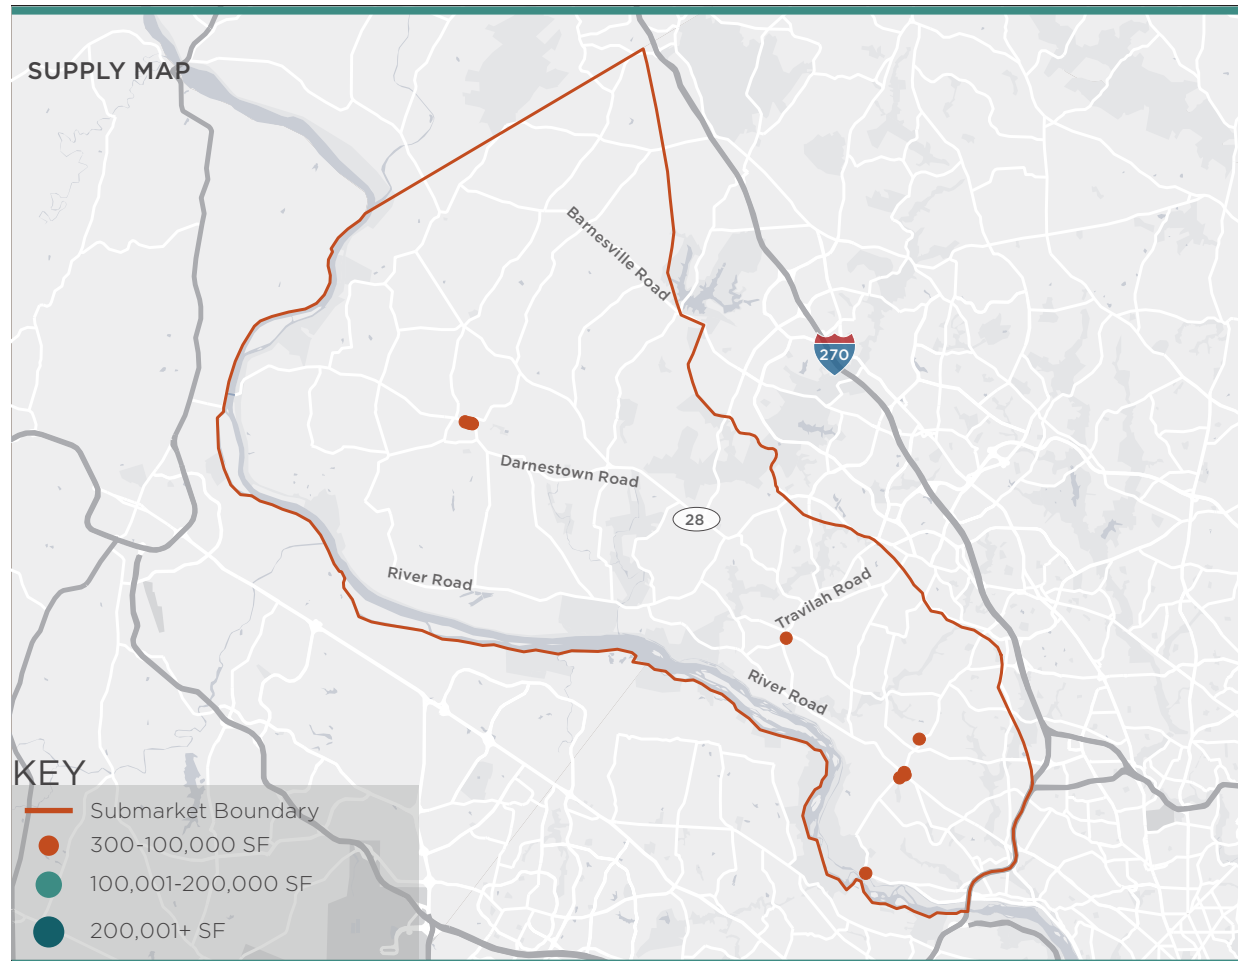 SUPPLY MAP
Barnesville Road
270
Darnestown Road
28
River Road
Travilah Road
River Road
KEY
Submarket Boundary
300-100,000 SF
100,001-200,000 SF
200,001+ SF